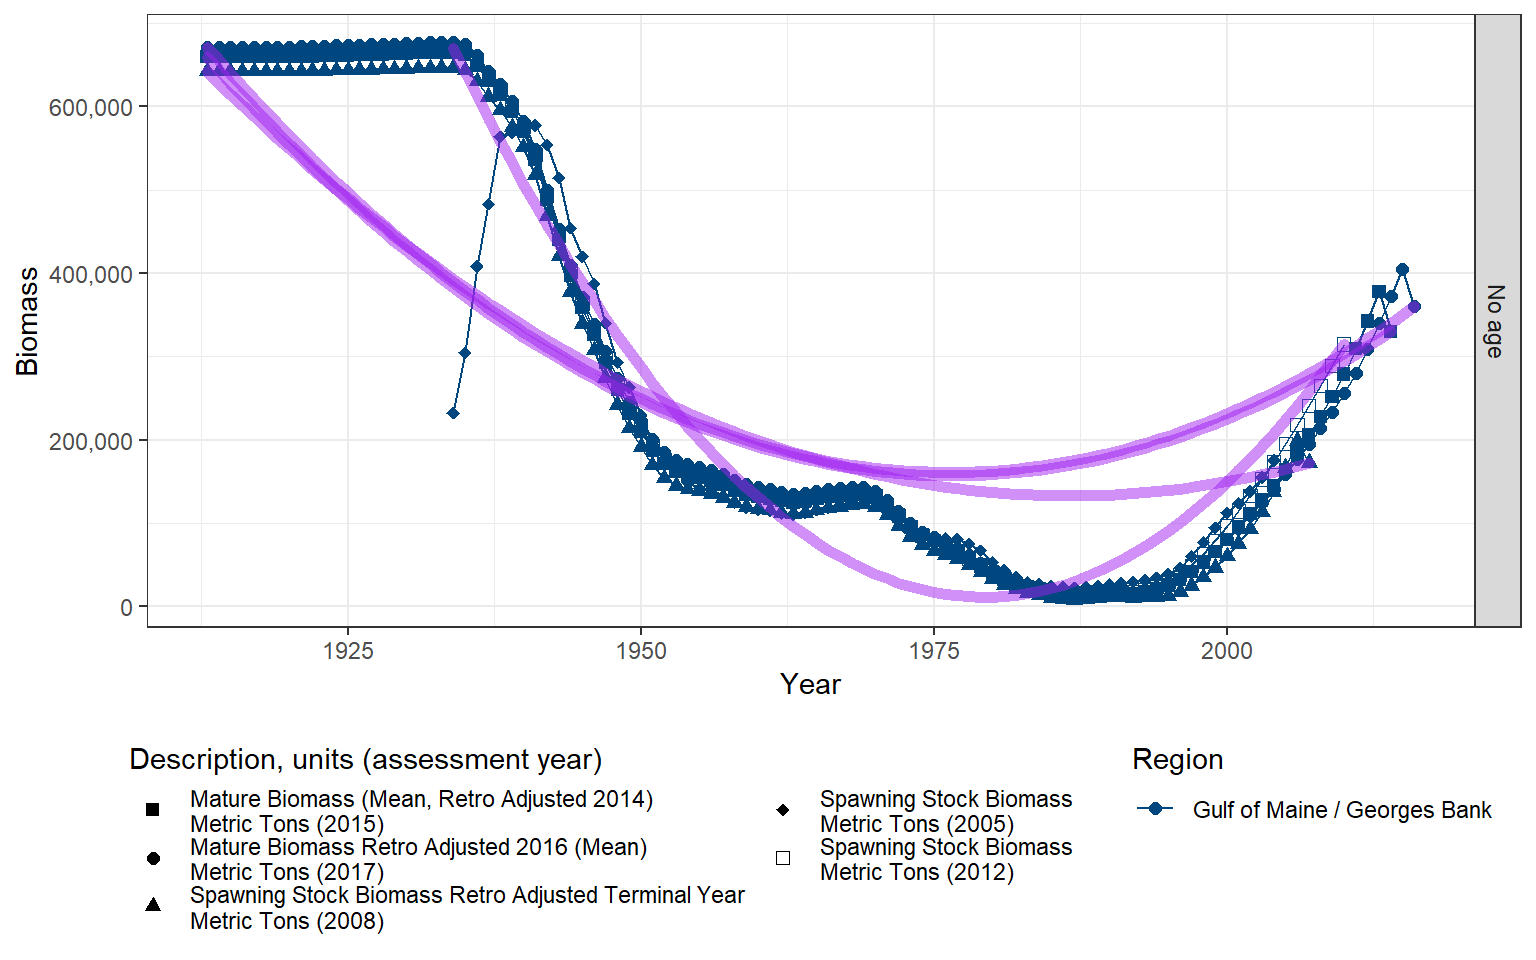 600,000
400,000
200,000
0
Biomass
No age
1925 1950 1975 2000
Year
Description, units (assessment year)
Mature Biomass (Mean, Retro Adjusted 2014)
Metric Tons (2015)
Mature Biomass Retro Adjusted 2016 (Mean)
Metric Tons (2017)
Spawning Stock Biomass Retro Adjusted Terminal Year
Metric Tons (2008)
Spawning Stock Biomass
Metric Tons (2005)
Spawning Stock Biomass
Metric Tons (2012)
Region
Gulf of Maine / Georges Bank